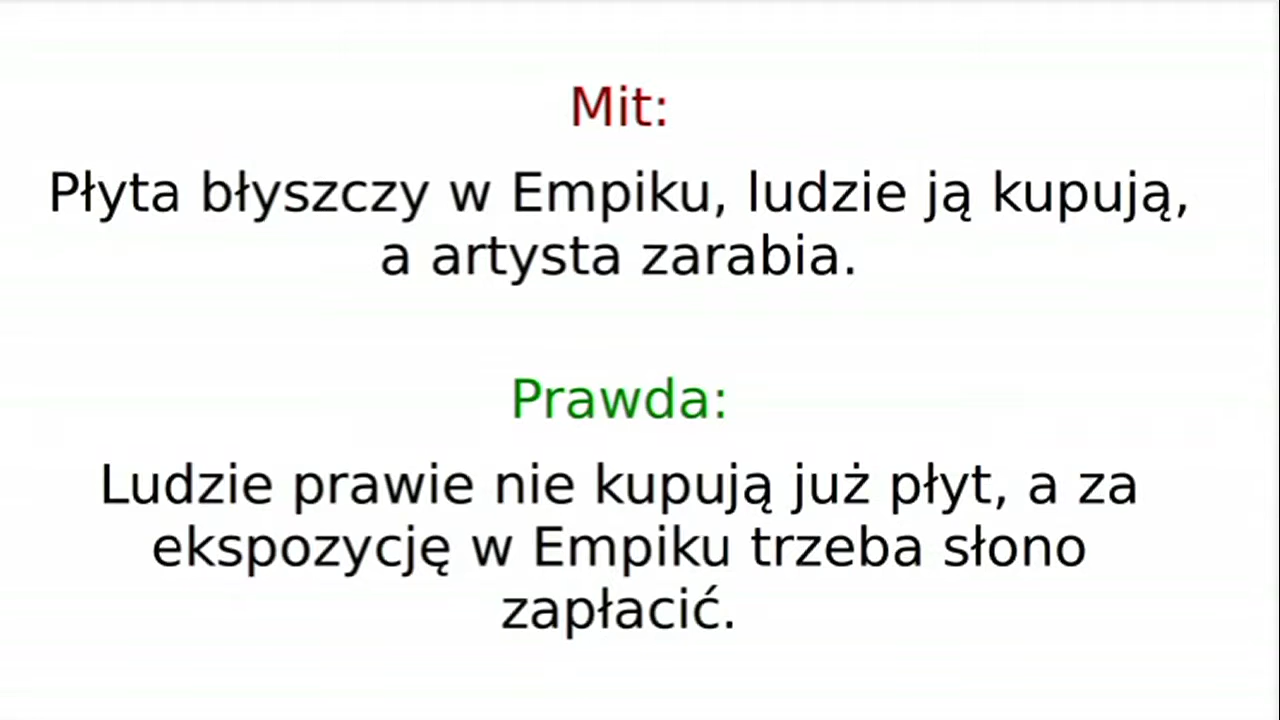 Mit:
Płyta błyszczy w Empiku, ludzie ją kupują,
a artysta zarabia.
Prawda:
Ludzie prawie nie kupują już płyt, a za
ekspozycję w Empiku trzeba słono
zapłacić.